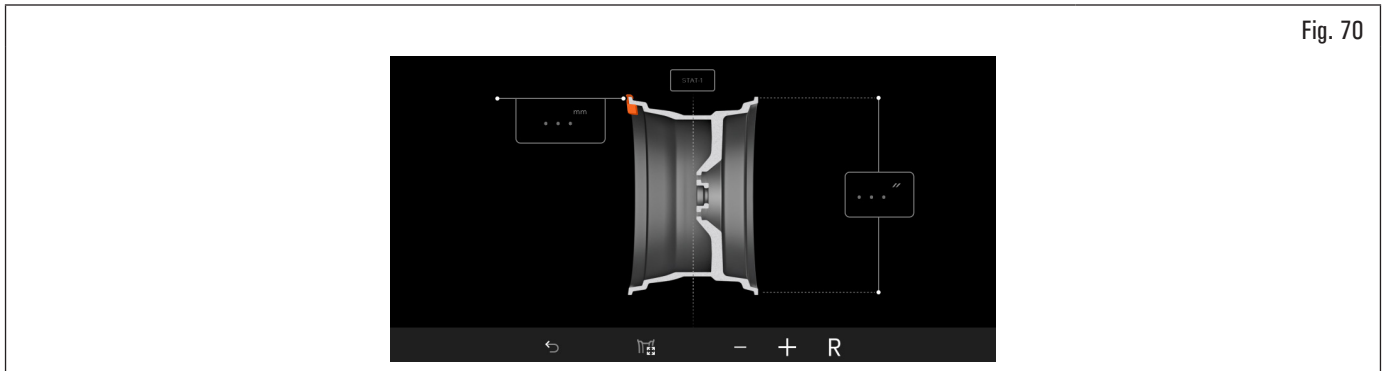 Fig. 70
STAT-1
mm
. . .
. . . "
- + R